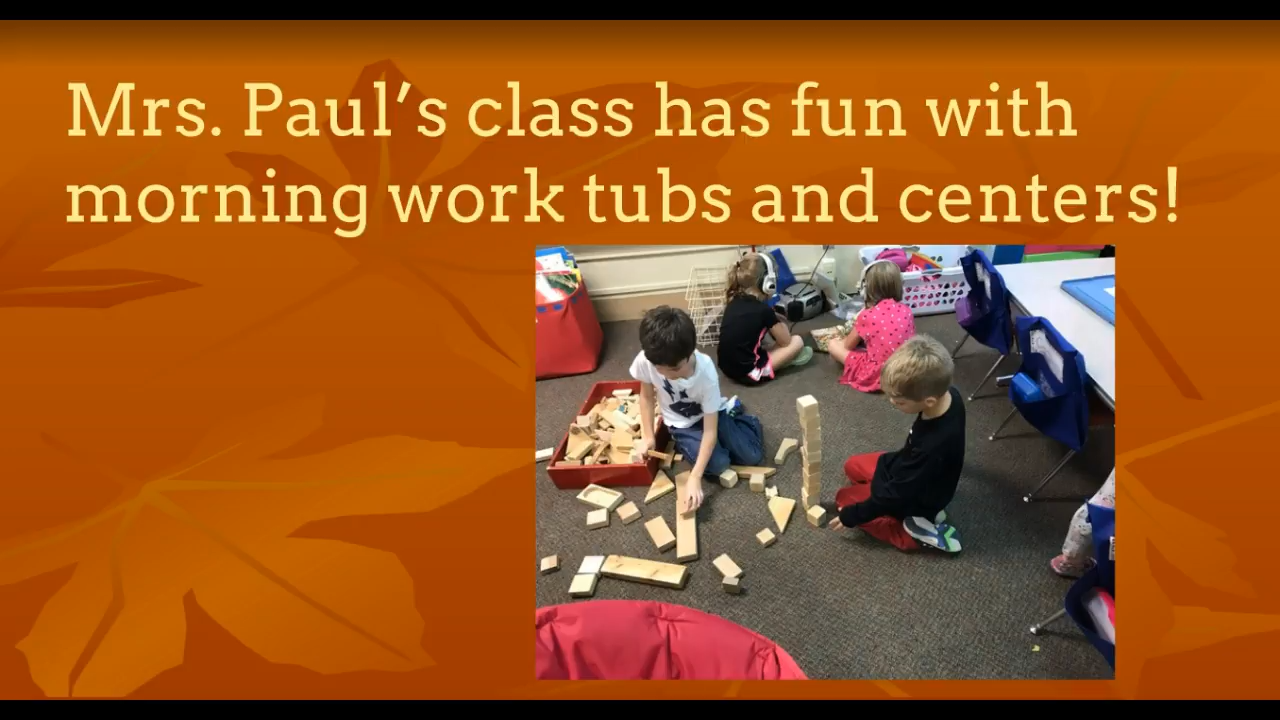 Mrs. Paul’s class has fun with
morning work tubs and centers!